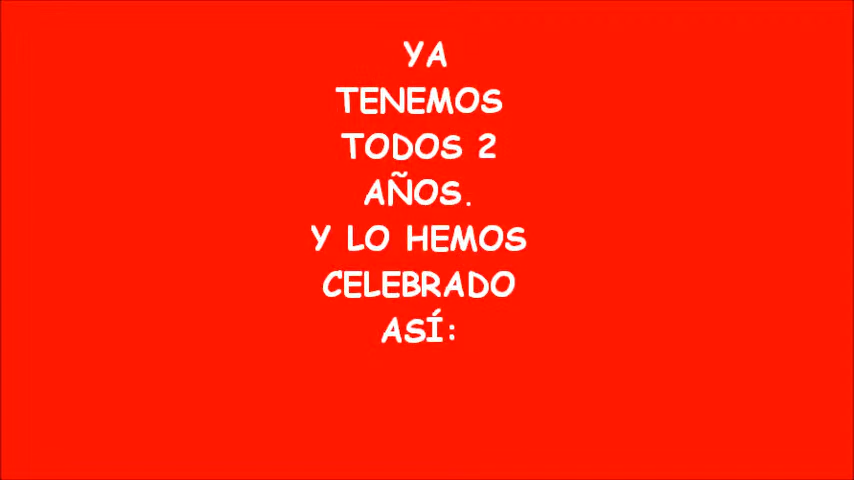 YA
TENEMOS
TODOS 2
AÑOS.
Y LO HEMOS
CELEBRADO
ASÍ: